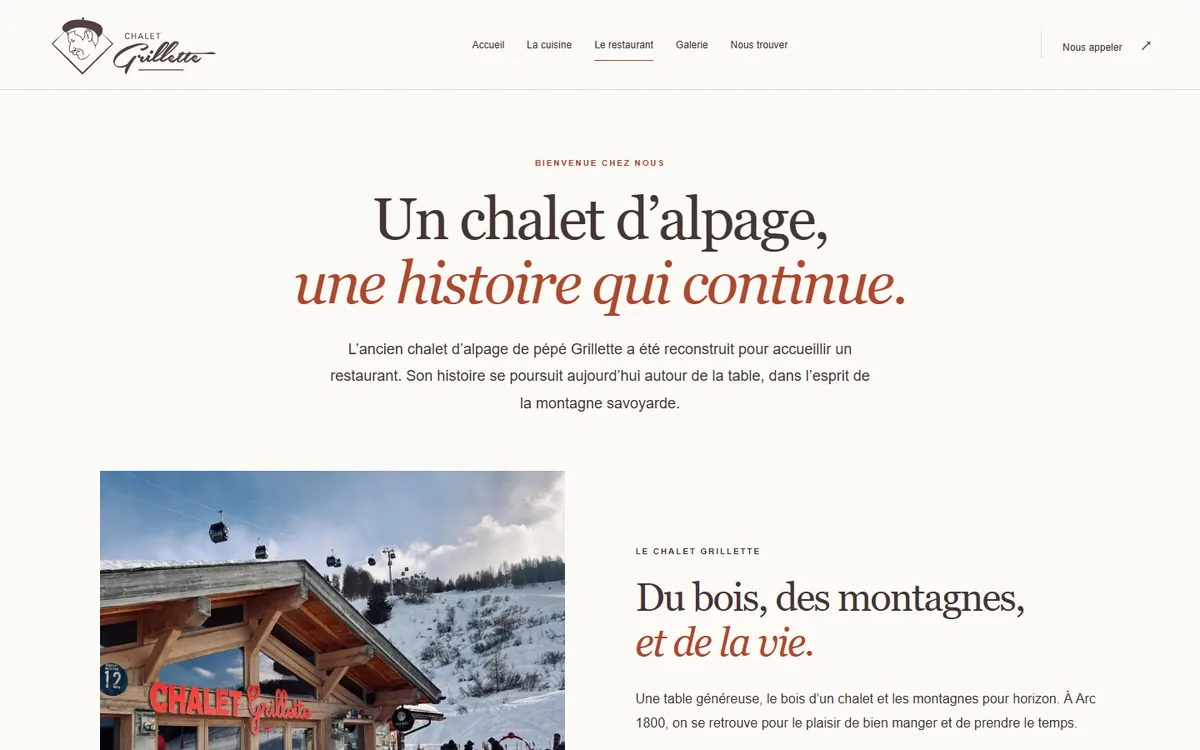 CHALET
Grillette
Accueil
La cuisine
Le restaurant
Galerie
Nous trouver
Nous appeler ↗
BIENVENUE CHEZ NOUS
Un chalet d’alpage,
une histoire qui continue.
L’ancien chalet d’alpage de pépé Grillette a été reconstruit pour accueillir un
restaurant. Son histoire se poursuit aujourd’hui autour de la table, dans l’esprit de
la montagne savoyarde.
12
CHALET Grillette
LE CHALET GRILLETTE
Du bois, des montagnes,
et de la vie.
Une table généreuse, le bois d’un chalet et les montagnes pour horizon. À Arc
1800, on se retrouve pour le plaisir de bien manger et de prendre le temps.